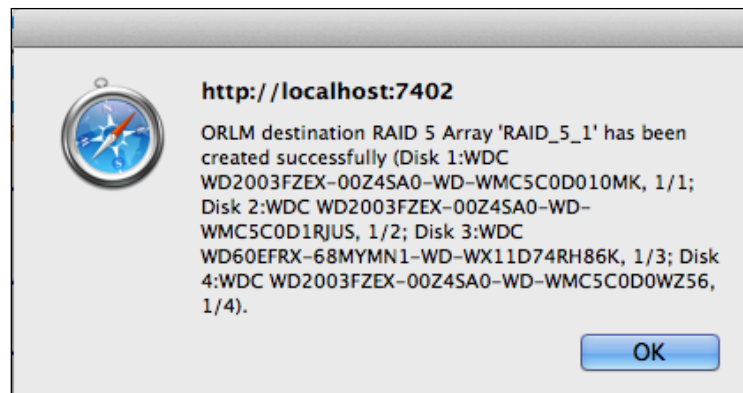 http://localhost:7402
ORLM destination RAID 5 Array 'RAID_5_1' has been
created successfully (Disk 1:WDC
WD2003FZEX-00Z4SA0-WD-WMC5C0D010MK, 1/1;
Disk 2:WDC WD2003FZEX-00Z4SA0-WD-
WMC5C0D1RJUS, 1/2; Disk 3:WDC
WD60EFRX-68MYMN1-WD-WX11D74RH86K, 1/3; Disk
4:WDC WD2003FZEX-00Z4SA0-WD-WMC5C0D0WZ56,
1/4).
OK